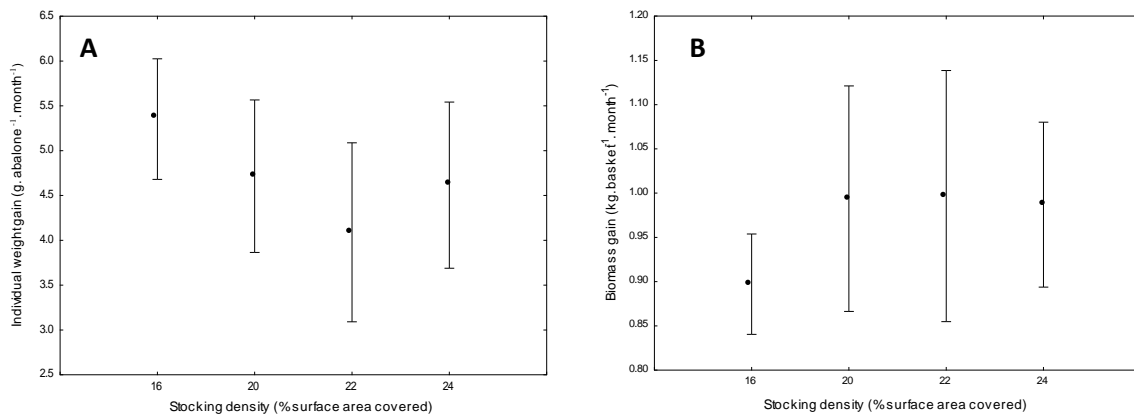 A
Individual weight gain (g. abalone⁻¹. month⁻¹)
6.5
6.0
5.5
5.0
4.5
4.0
3.5
3.0
2.5
16 20 22 24
Stocking density (% surface area covered)
B
Biomass gain (kg. basket¹. month⁻¹)
1.20
1.15
1.10
1.05
1.00
0.95
0.90
0.85
0.80
16 20 22 24
Stocking density (% surface area covered)